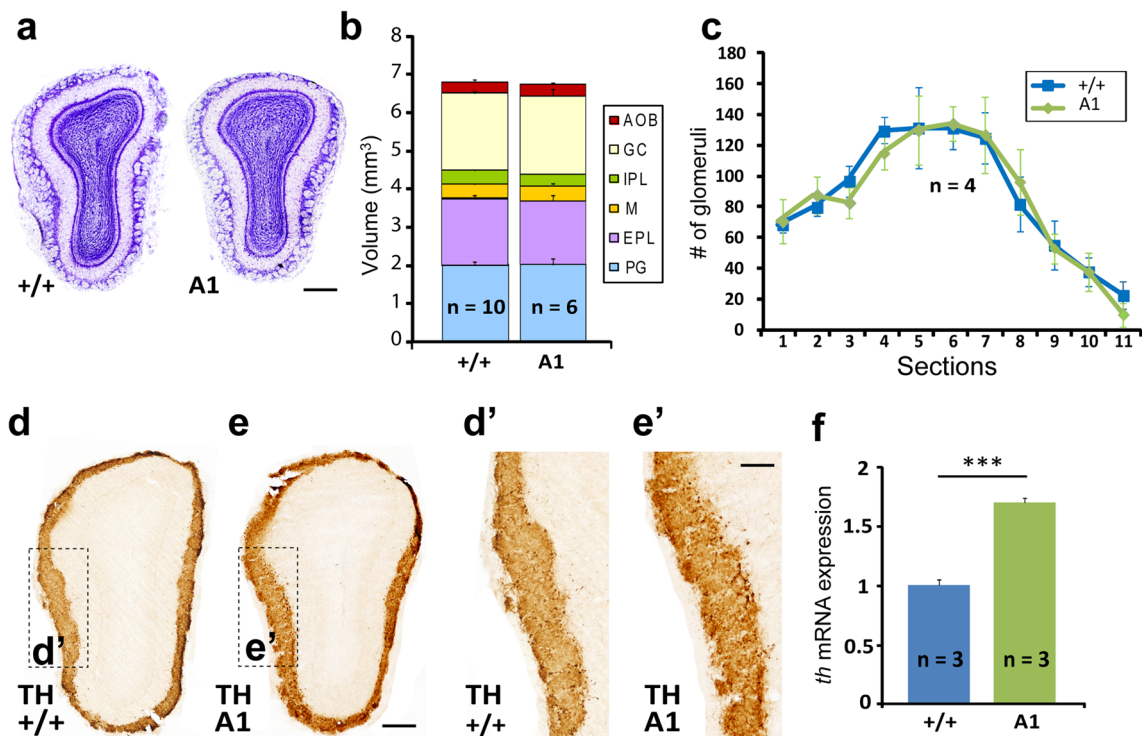 a
+/+
A1
b
Volume (mm³)
8
7
6
5
4
3
2
1
0
n = 10
n = 6
+/+
A1
AOB
GC
IPL
M
EPL
PG
c
# of glomeruli
180
160
140
120
100
80
60
40
20
0
+/+
A1
n = 4
1 2 3 4 5 6 7 8 9 10 11
Sections
d
d'
TH
+/+
e
e'
TH
A1
d'
TH
+/+
e'
TH
A1
f
th mRNA expression
2
1.5
1
0.5
0
***
n = 3
n = 3
+/+
A1